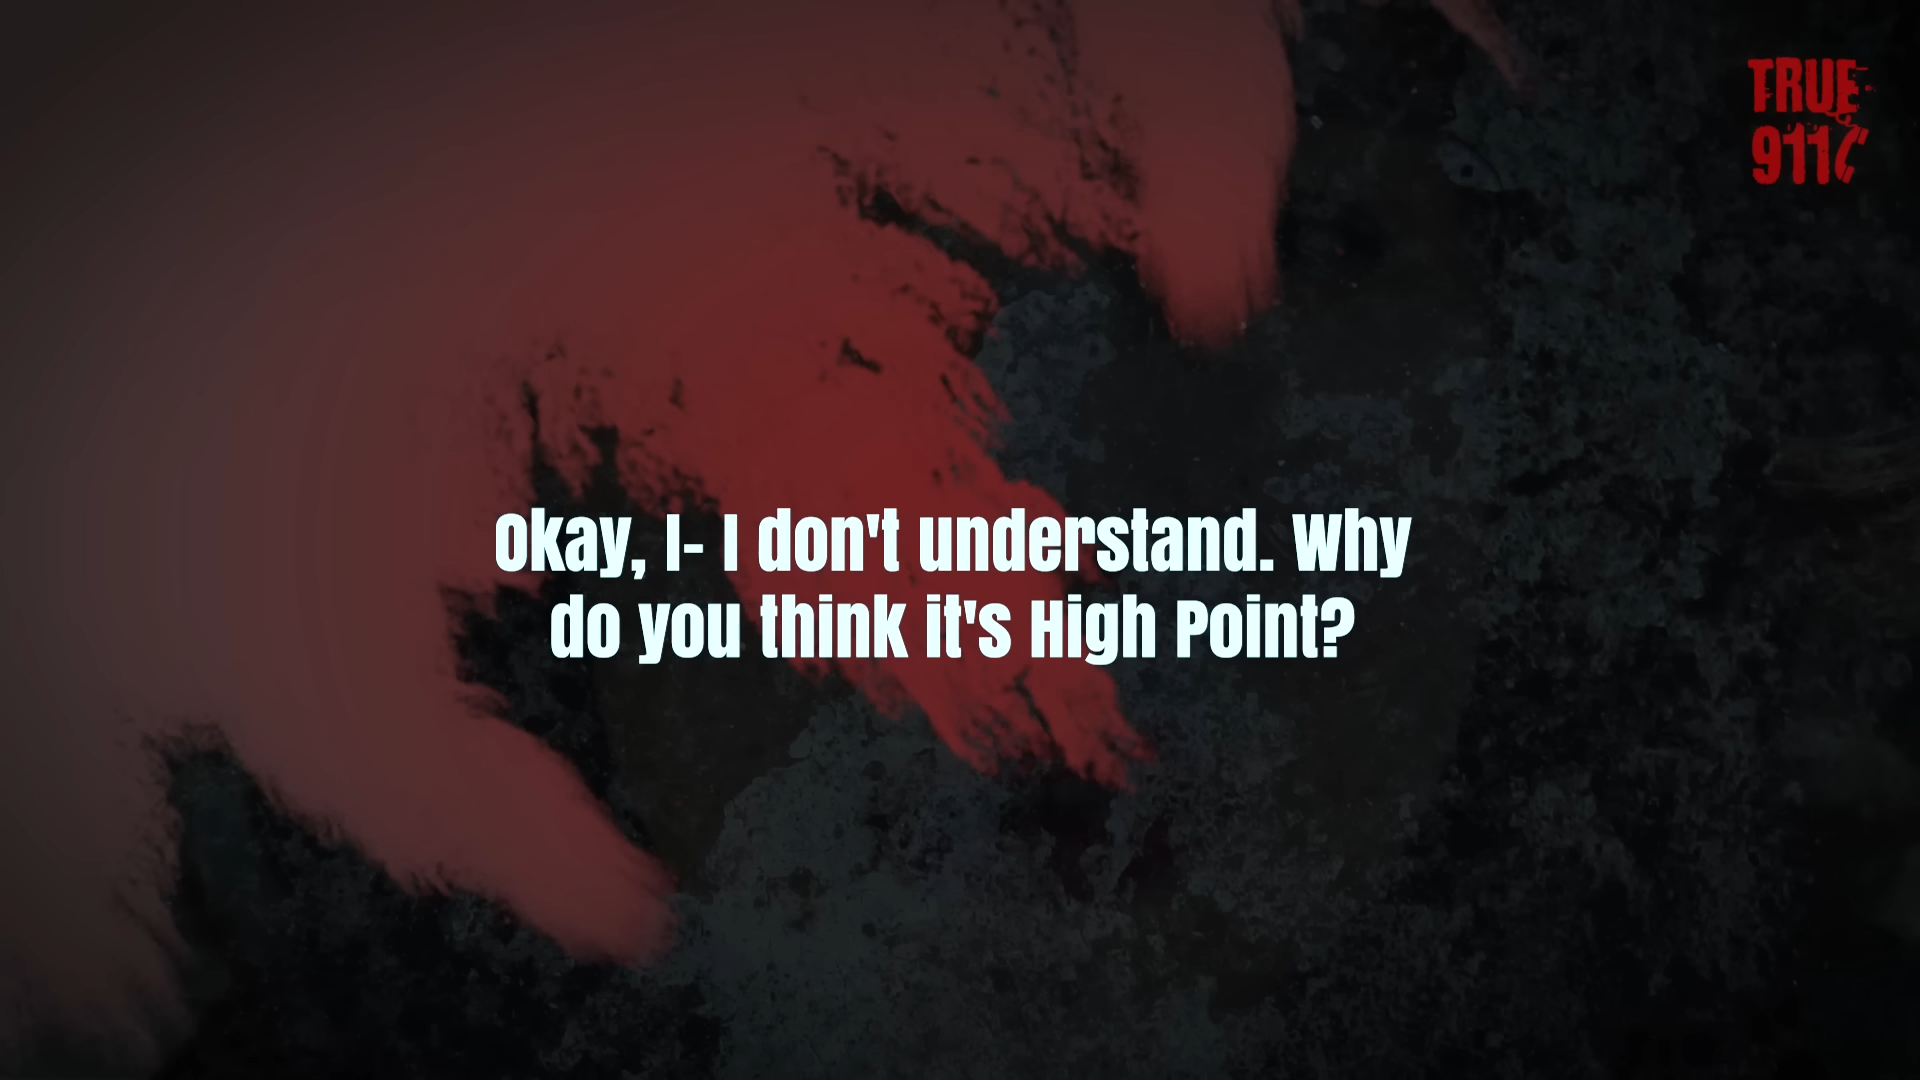 TRUE
911
Okay, I- I don't understand. Why
do you think it's High Point?